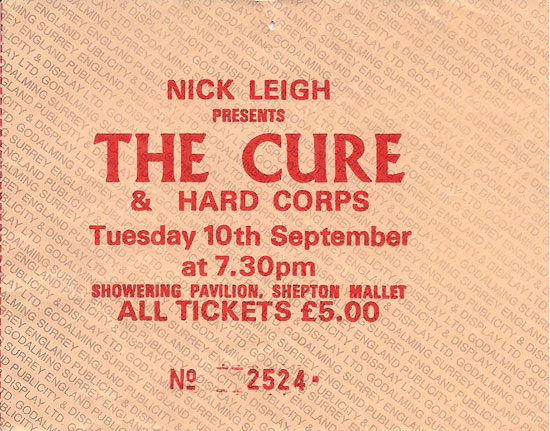 NICK LEIGH
PRESENTS
THE CURE
& HARD CORPS
Tuesday 10th September
at 7.30pm
SHOWERING PAVILION, SHEPTON MALLET
ALL TICKETS £5.00
Nº 2524